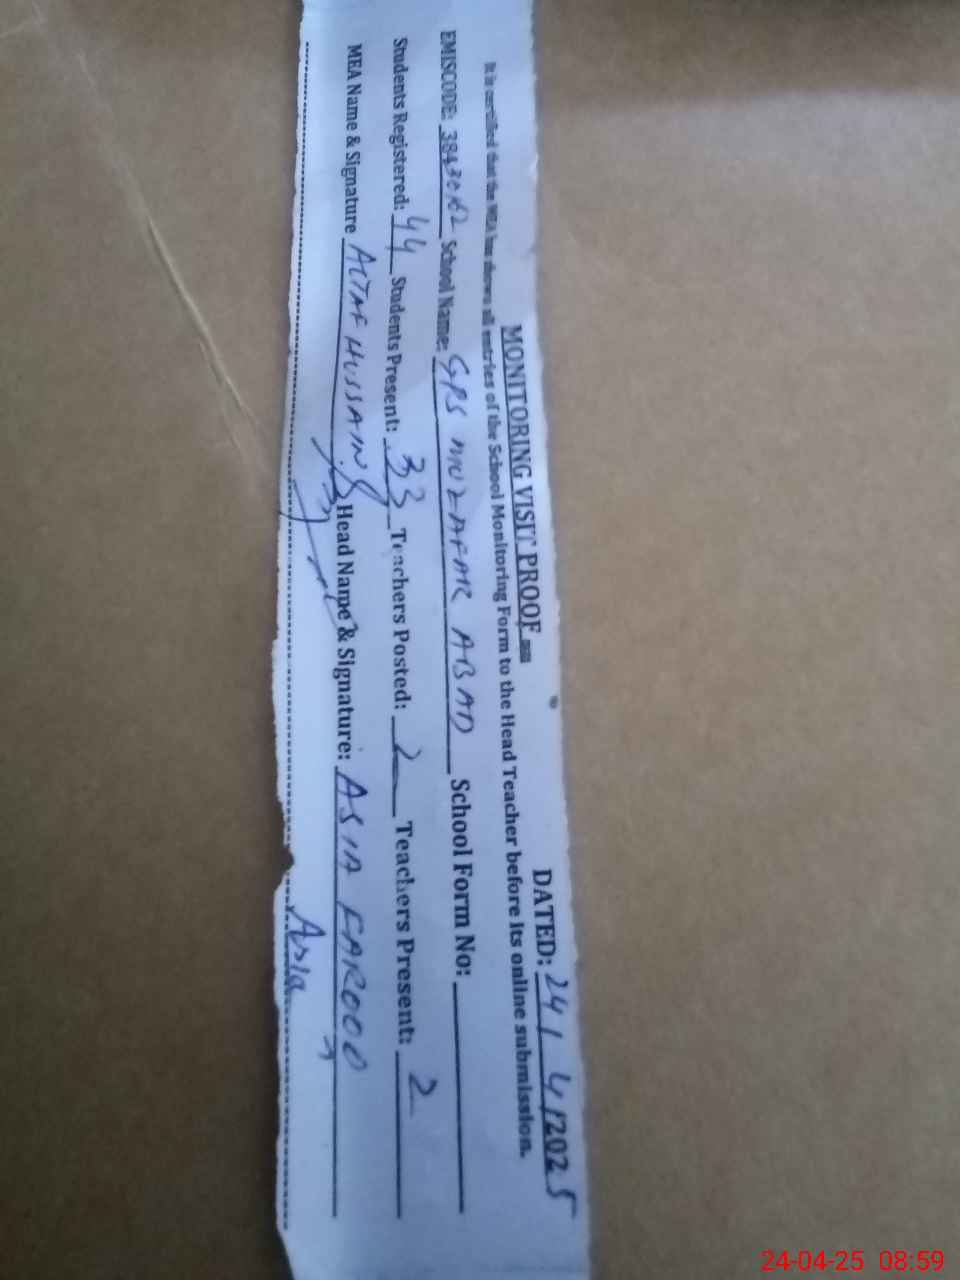 MONITORING VISIT PROOF
DATED: 24/4/2025
It is certified that the MEA has shown all entries of the School Monitoring Form to the Head Teacher before its online submission.
EMISCODE: School Name: GPS MUZAFAR ABAD School Form No:
Students Registered: 44 Students Present: 33 Teachers Posted: 2 Teachers Present: 2
MEA Name & Signature ALTAF HUSSAIN Head Name & Signature: ASIA FAROOQ
Asia
24-04-25 08:59